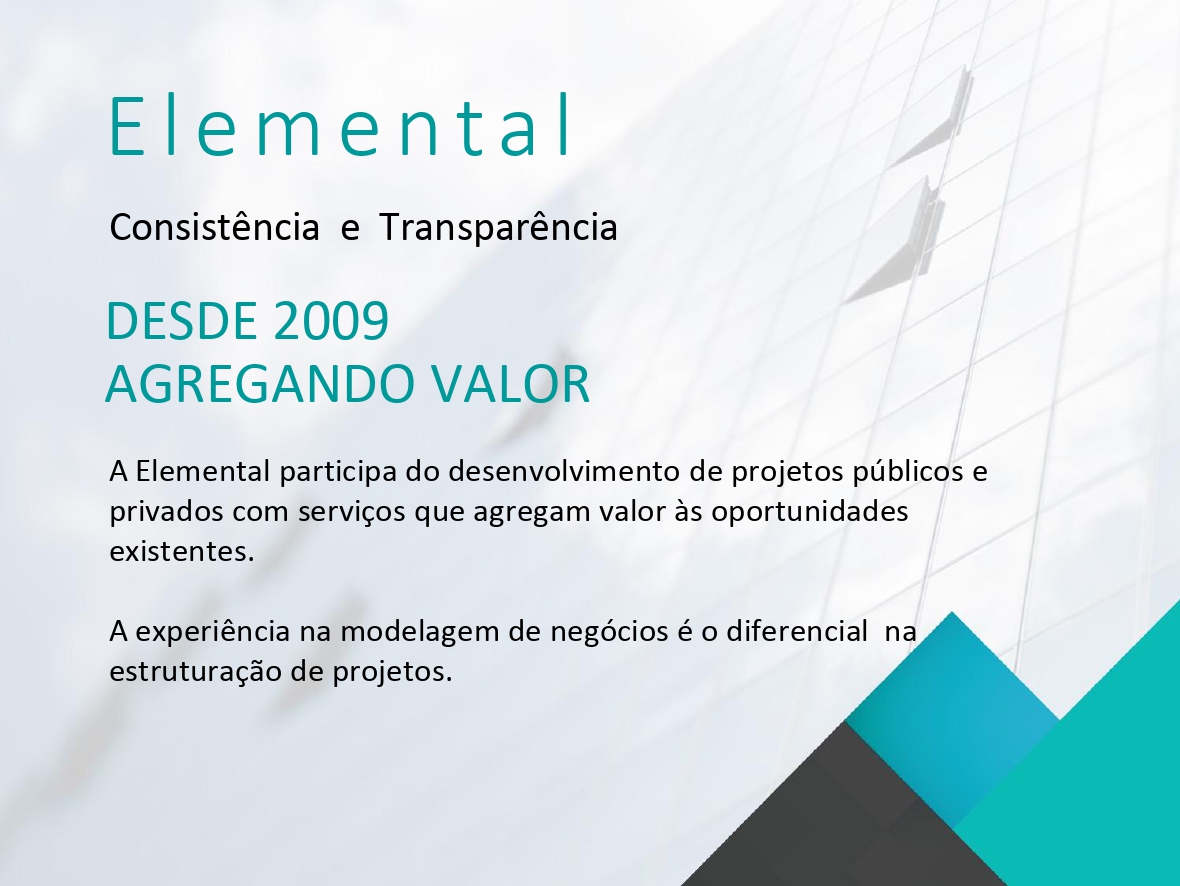 Elemental
Consistência e Transparência
DESDE 2009
AGREGANDO VALOR
A Elemental participa do desenvolvimento de projetos públicos e
privados com serviços que agregam valor às oportunidades
existentes.
A experiência na modelagem de negócios é o diferencial na
estruturação de projetos.